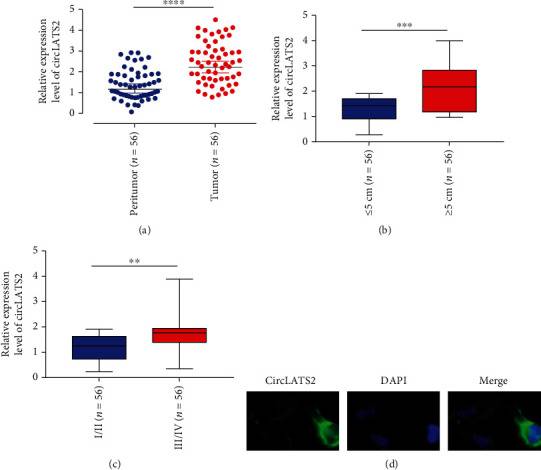 Relative expression
level of circLATS2
5
4
3
2
1
0
****
Peritumor (n = 56)
Tumor (n = 56)
(a)
Relative expression
level of circLATS2
5
4
3
2
1
0
***
≤5 cm (n = 56)
≥5 cm (n = 56)
(b)
Relative expression
level of circLATS2
5
4
3
2
1
0
**
I/II (n = 56)
III/IV (n = 56)
(c)
CircLATS2 DAPI Merge
(d)